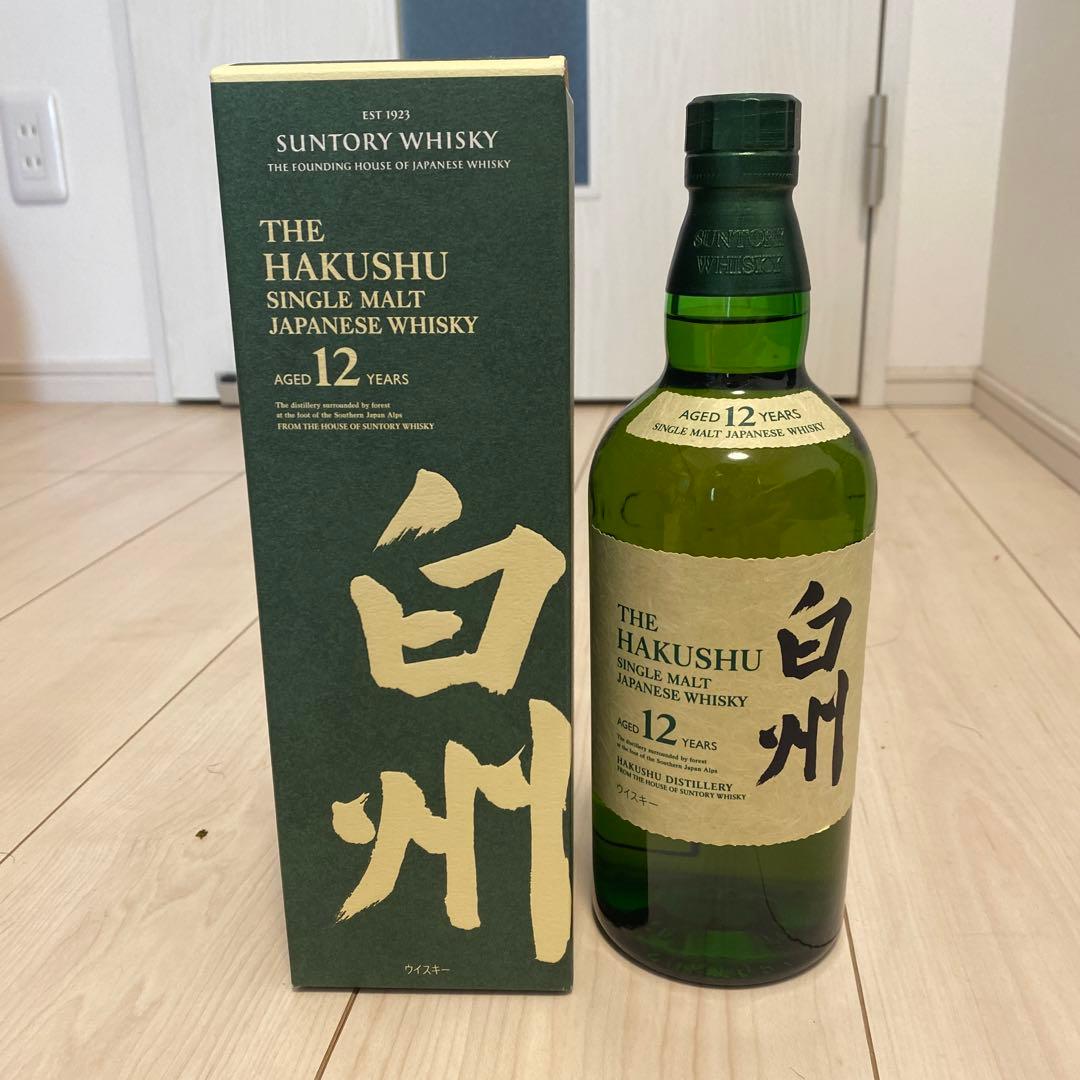 EST 1923
SUNTORY WHISKY
THE FOUNDING HOUSE OF JAPANESE WHISKY
THE
HAKUSHU
SINGLE MALT
JAPANESE WHISKY
AGED 12 YEARS
The distillery surrounded by forest
at the foot of the Southern Japan Alps
FROM THE HOUSE OF SUNTORY WHISKY
白州
ウイスキー
SUNTORY
WHISKY
AGED 12 YEARS
SINGLE MALT JAPANESE WHISKY
THE
HAKUSHU
SINGLE MALT
JAPANESE WHISKY
AGED 12 YEARS
The distillery surrounded by forest
at the foot of the Southern Japan Alps
HAKUSHU DISTILLERY
FROM THE HOUSE OF SUNTORY WHISKY
ウイスキー
白州